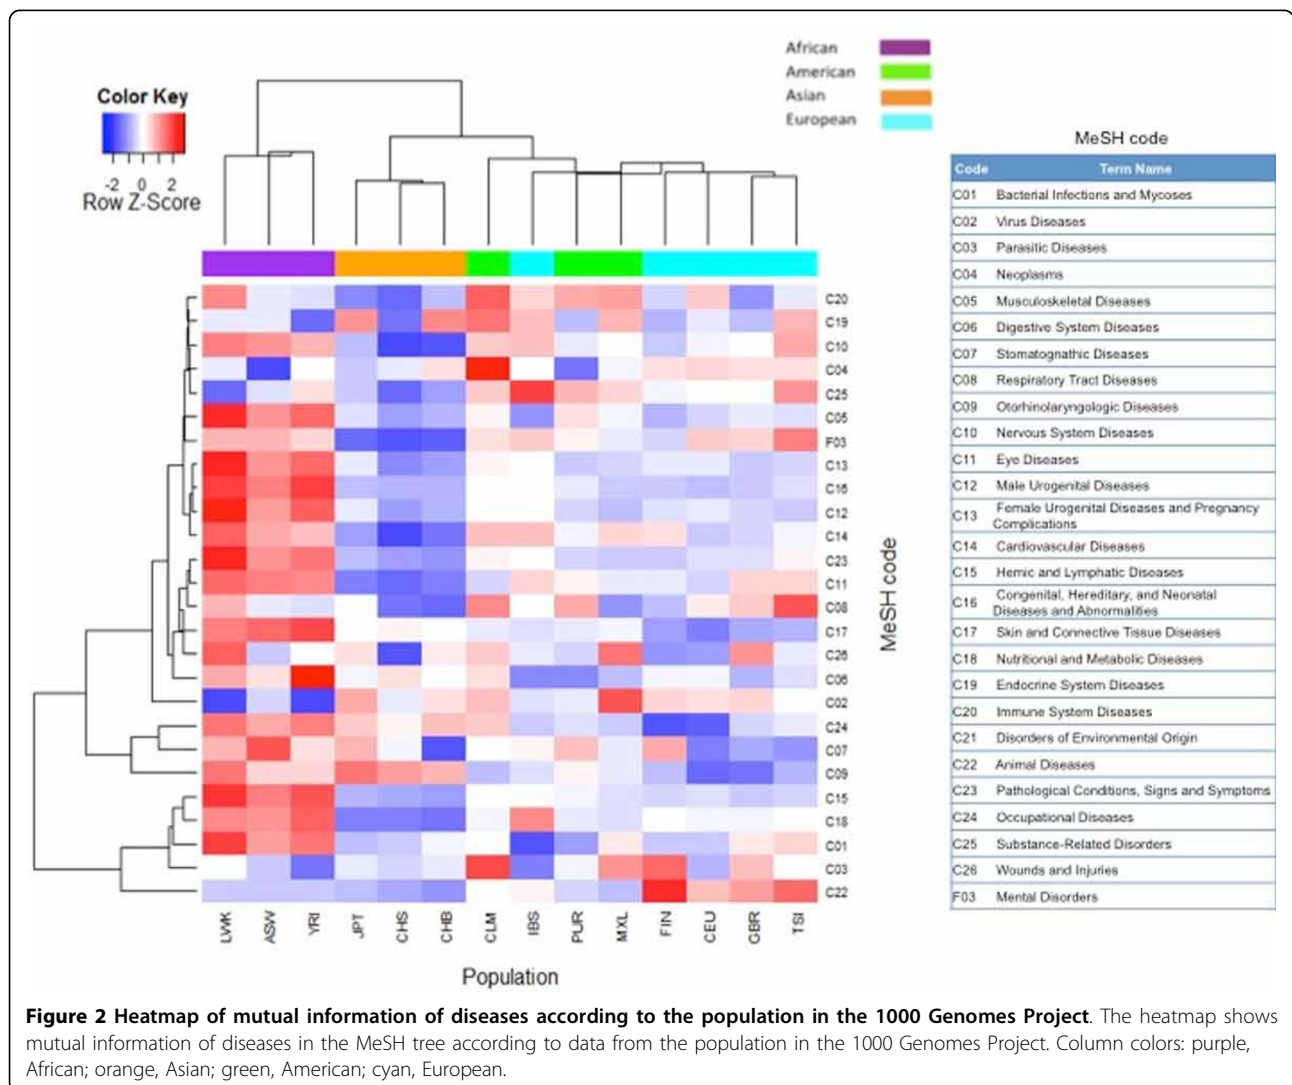 African
American
Asian
European
Color Key
-2 0 2
Row Z-Score
MeSH code
Code Term Name
C01 Bacterial Infections and Mycoses
C02 Virus Diseases
C03 Parasitic Diseases
C04 Neoplasms
C05 Musculoskeletal Diseases
C06 Digestive System Diseases
C07 Stomatognathic Diseases
C08 Respiratory Tract Diseases
C09 Otorhinolaryngologic Diseases
C10 Nervous System Diseases
C11 Eye Diseases
C12 Male Urogenital Diseases
C13 Female Urogenital Diseases and Pregnancy
Complications
C14 Cardiovascular Diseases
C15 Hemic and Lymphatic Diseases
C16 Congenital, Hereditary, and Neonatal
Diseases and Abnormalities
C17 Skin and Connective Tissue Diseases
C18 Nutritional and Metabolic Diseases
C19 Endocrine System Diseases
C20 Immune System Diseases
C21 Disorders of Environmental Origin
C22 Animal Diseases
C23 Pathological Conditions, Signs and Symptoms
C24 Occupational Diseases
C25 Substance-Related Disorders
C26 Wounds and Injuries
F03 Mental Disorders
C20
C19
C10
C04
C25
C05
F03
C13
C16
C12
C14
C23
C11
C08
C17
C26
C06
C02
C24
C07
C09
C15
C18
C01
C03
C22
MeSH code
LWK ASW YRI JPT CHS CHB CLM IBS PUR MXL FIN CEU GBR TSI
Population
Figure 2 Heatmap of mutual information of diseases according to the population in the 1000 Genomes Project. The heatmap shows
mutual information of diseases in the MeSH tree according to data from the population in the 1000 Genomes Project. Column colors: purple,
African; orange, Asian; green, American; cyan, European.